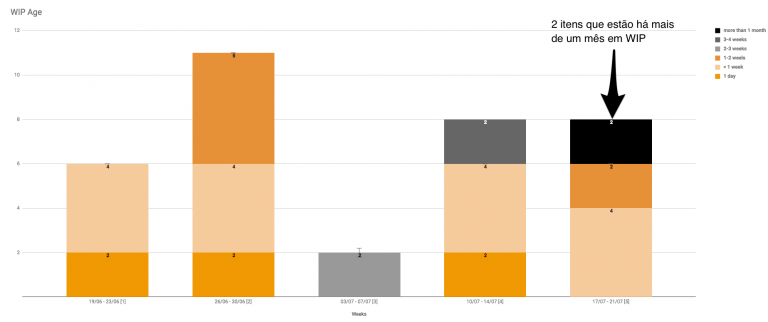 WIP Age
2 itens que estão há mais
de um mês em WIP
more than 1 month
3-4 weeks
2-3 weeks
1-2 weels
< 1 week
1 day
12
10
8
6
4
2
4
2
5
4
2
2
2
4
2
2
2
4
19/06 - 23/06 [1]
26/06 - 30/06 [2]
03/07 - 07/07 [3]
10/07 - 14/07 [4]
17/07 - 21/07 [5]
Weeks